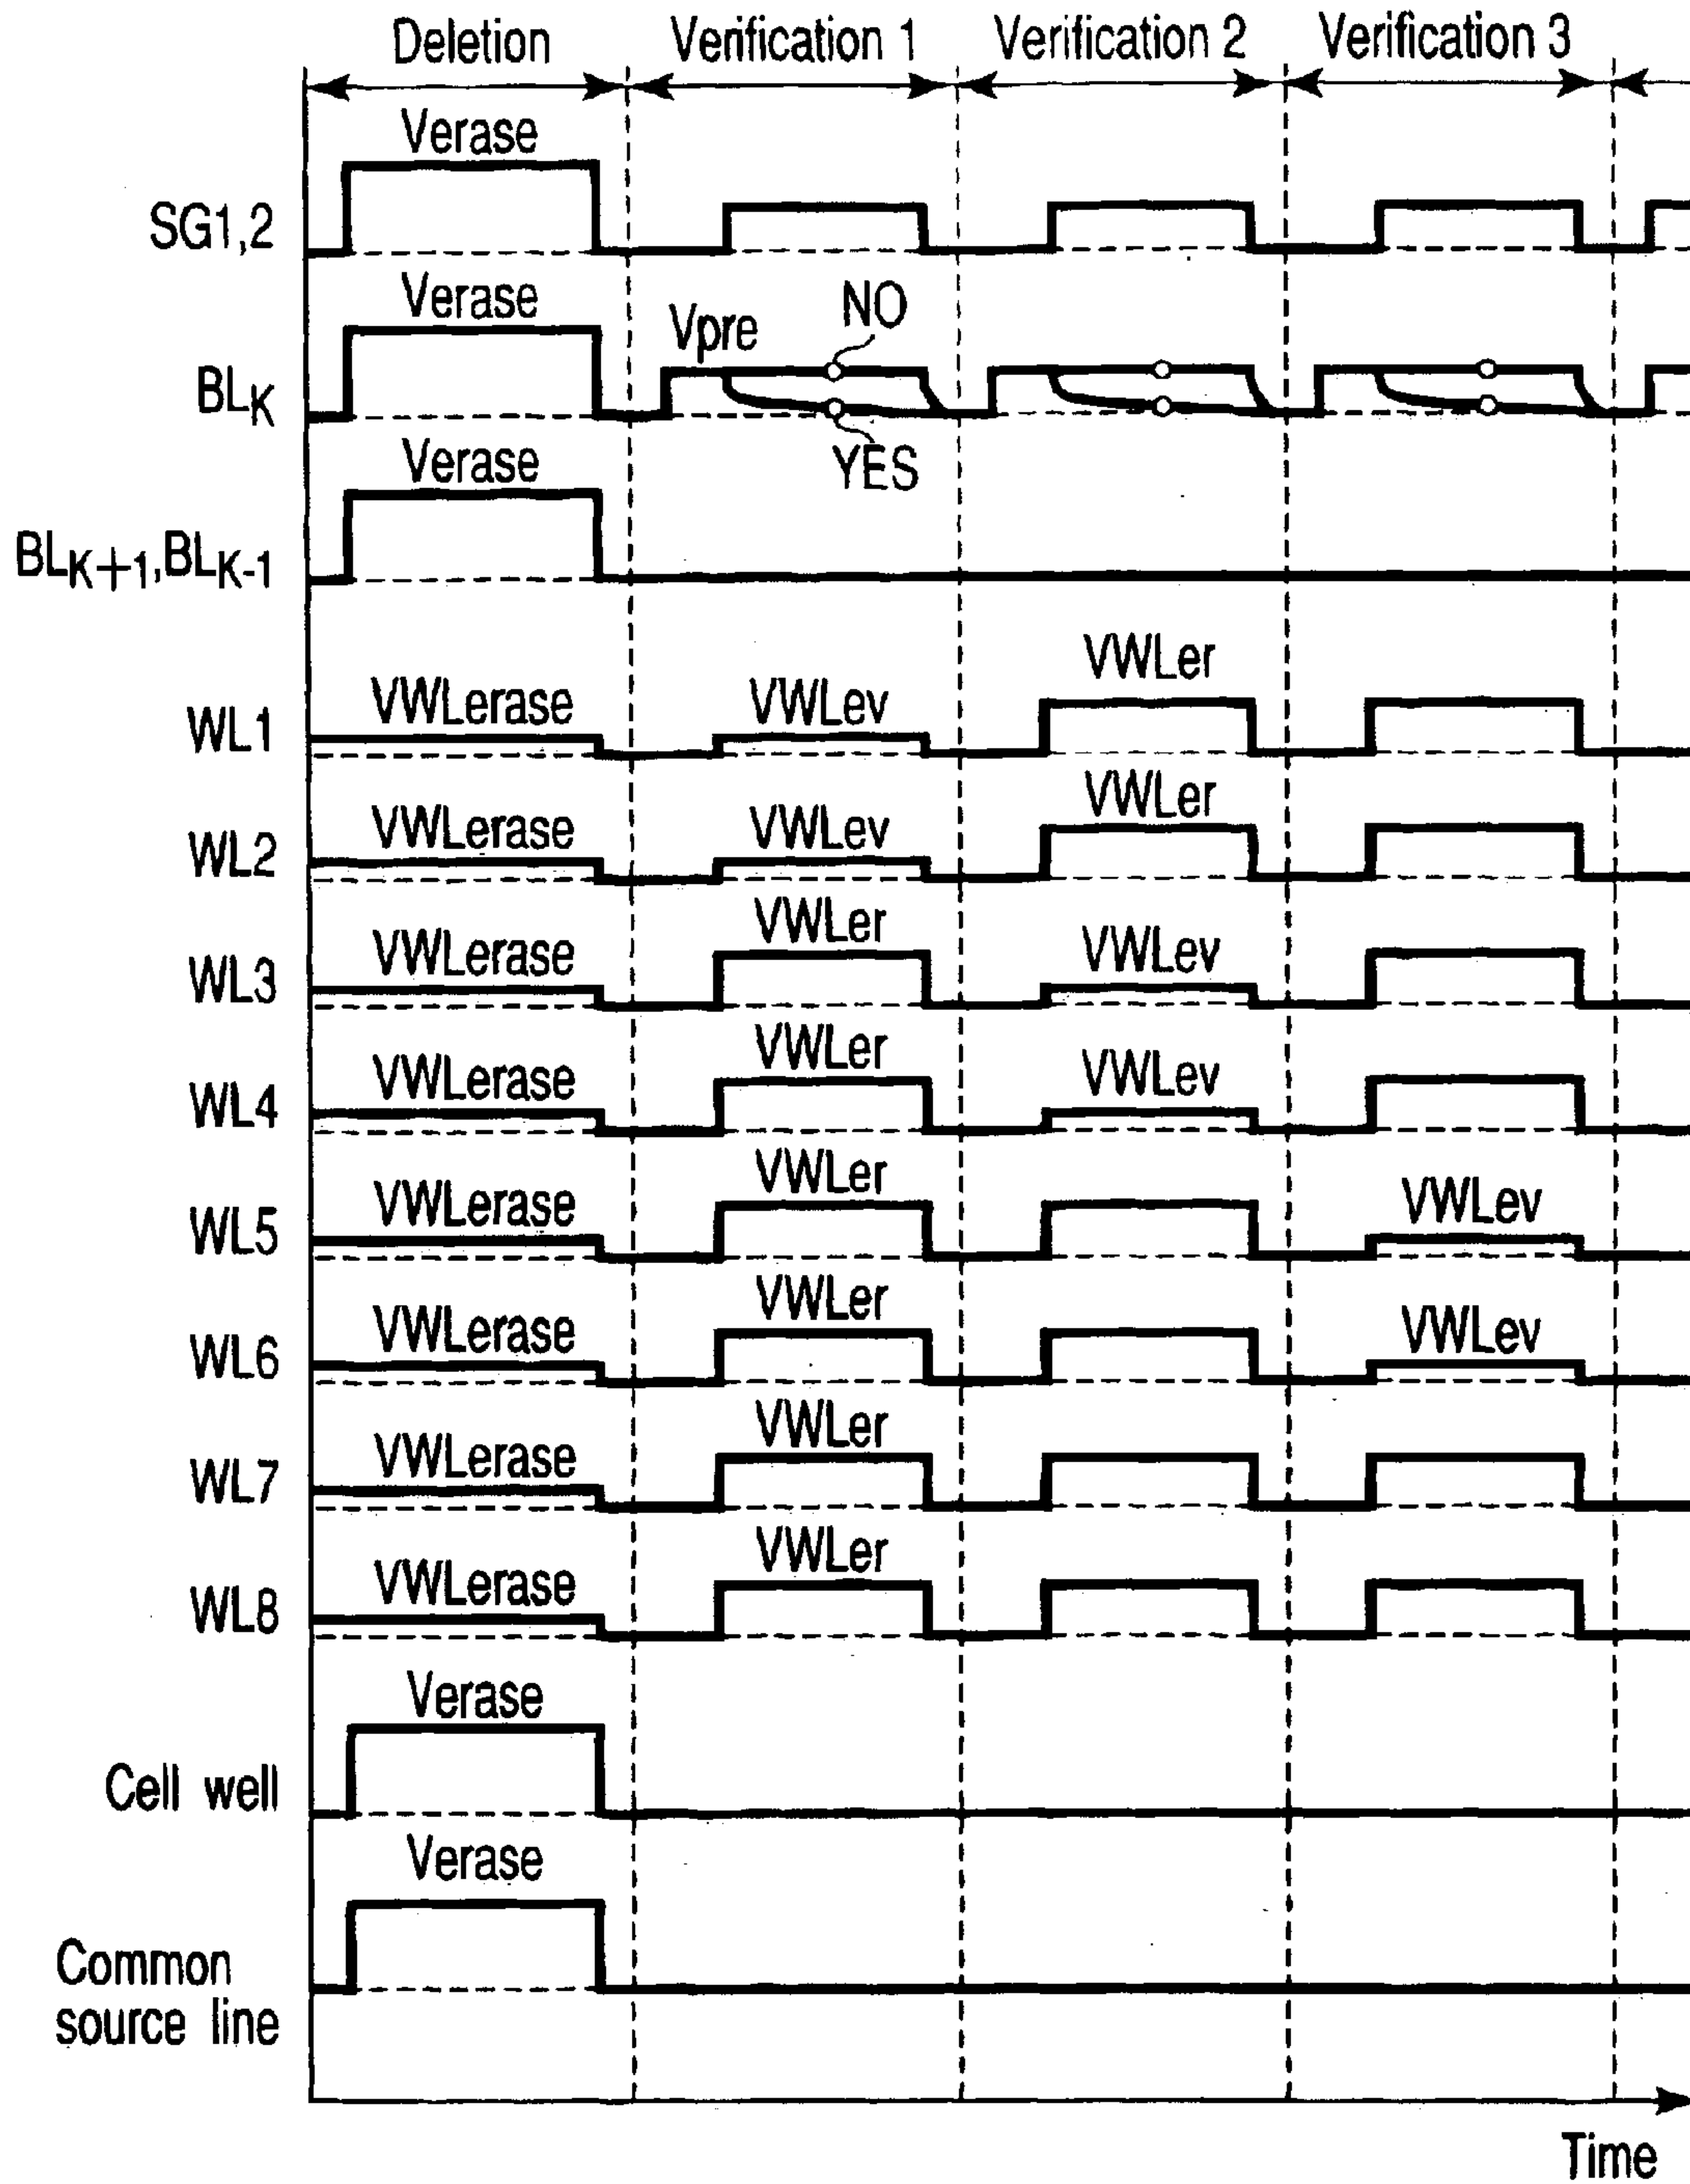 Deletion Verification 1 Verification 2 Verification 3
Verase
SG1,2
Verase
Vpre
NO
BLK
YES
Verase
BLK+1,BLK-1
VWLer
WL1 VWLerase VWLev
VWLer
WL2 VWLerase VWLev
VWLer
WL3 VWLerase VWLev
VWLer
WL4 VWLerase VWLev
VWLer
WL5 VWLerase VWLev
VWLer
WL6 VWLerase VWLev
VWLer
WL7 VWLerase
VWLer
WL8 VWLerase
Verase
Cell well
Verase
Common
source line
Time